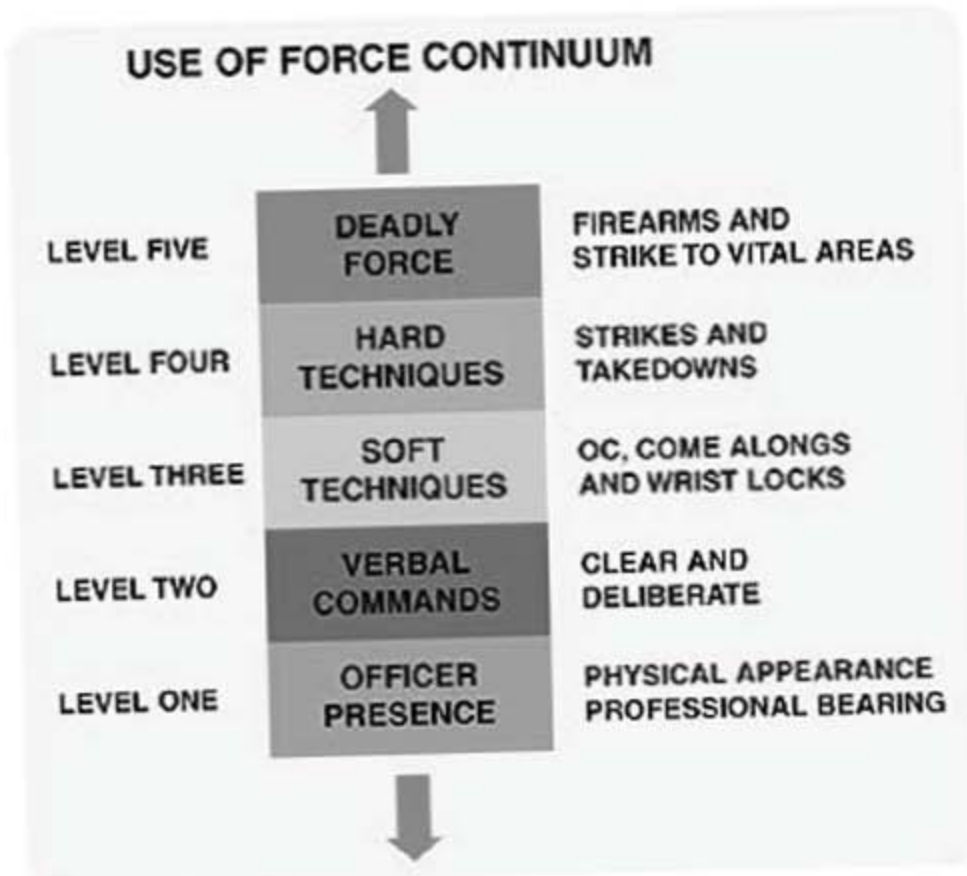 USE OF FORCE CONTINUUM
LEVEL FIVE
DEADLY
FORCE
FIREARMS AND
STRIKE TO VITAL AREAS
LEVEL FOUR
HARD
TECHNIQUES
STRIKES AND
TAKEDOWNS
LEVEL THREE
SOFT
TECHNIQUES
OC, COME ALONGS
AND WRIST LOCKS
LEVEL TWO
VERBAL
COMMANDS
CLEAR AND
DELIBERATE
LEVEL ONE
OFFICER
PRESENCE
PHYSICAL APPEARANCE
PROFESSIONAL BEARING